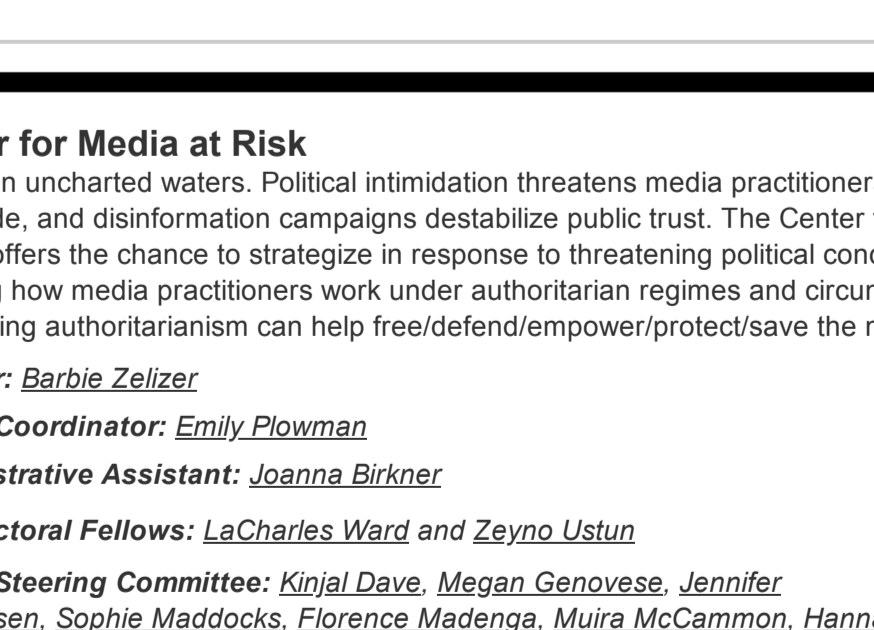 r for Media at Risk
n uncharted waters. Political intimidation threatens media practitioner
de, and disinformation campaigns destabilize public trust. The Center
offers the chance to strategize in response to threatening political cond
g how media practitioners work under authoritarian regimes and circum
ing authoritarianism can help free/defend/empower/protect/save the
r: Barbie Zelizer
Coordinator: Emily Plowman
strative Assistant: Joanna Birkner
ctoral Fellows: LaCharles Ward and Zeyno Ustun
Steering Committee: Kinjal Dave, Megan Genovese, Jennifer
sen, Sophie Maddocks, Florence Madenga, Muira McCammon, Hanna